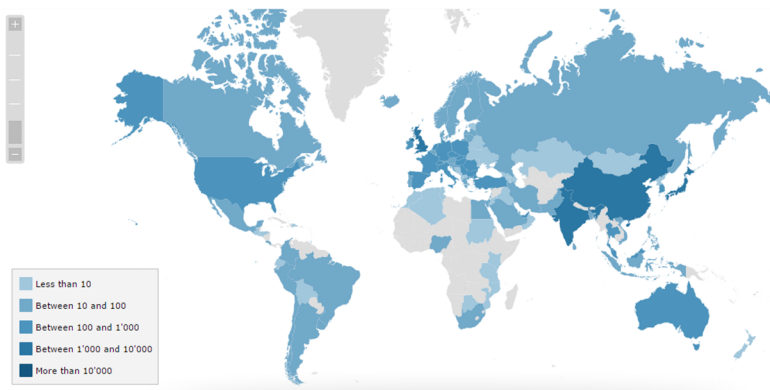 Less than 10
Between 10 and 100
Between 100 and 1'000
Between 1'000 and 10'000
More than 10'000